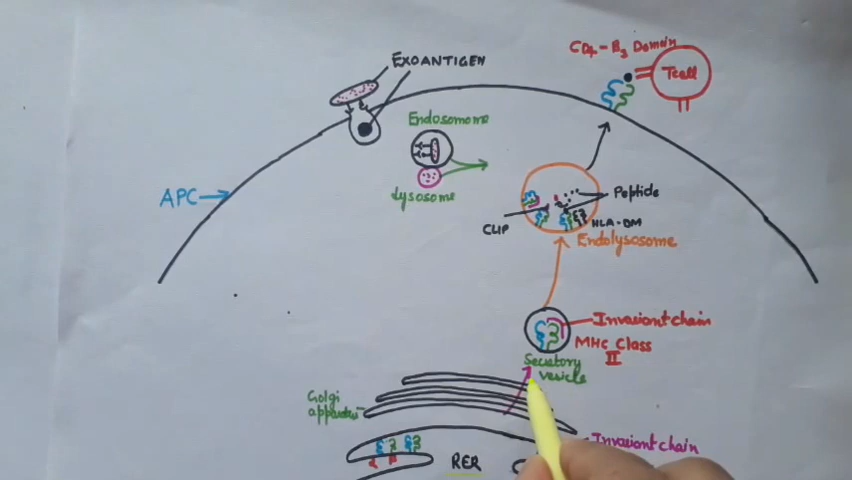 CD4 - B2 Domain
EXOANTIGEN
Tcell
Endosomome
APC
Lysosome
Peptide
CLIP
HLA-DM
Endolysosome
Invariant chain
MHC Class
II
Secretory
vesicle
Golgi
Invariant chain
RER